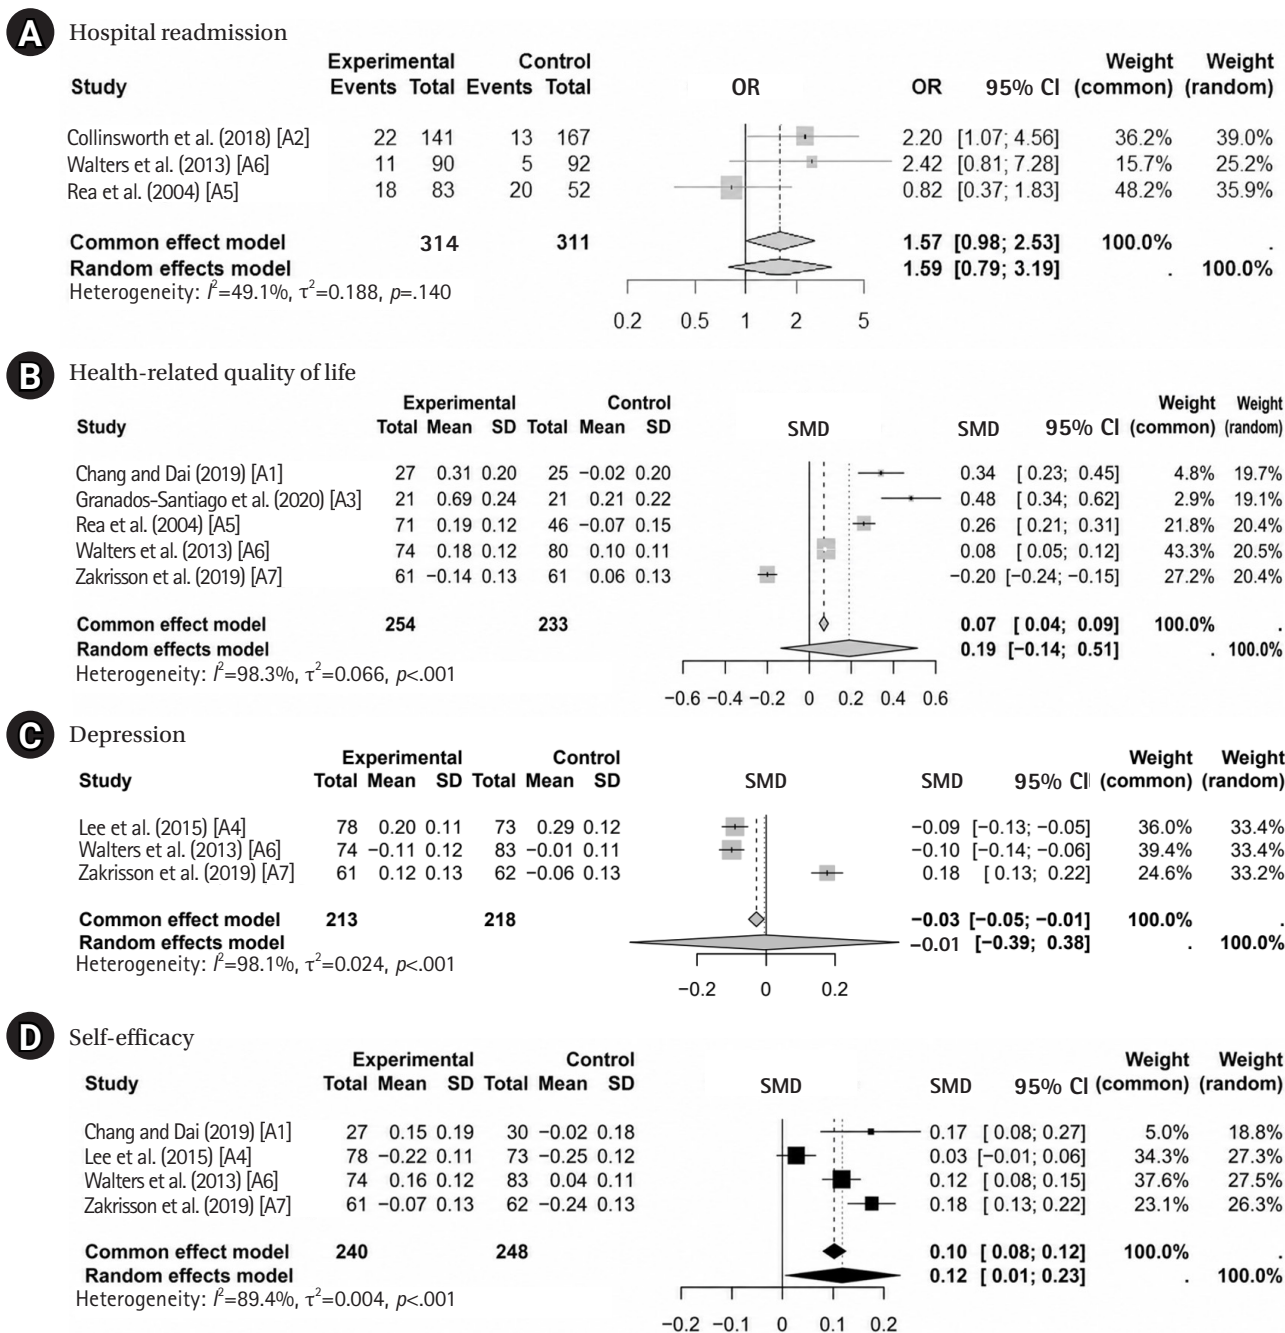 A Hospital readmission
Experimental Control Weight Weight
Study Events Total Events Total OR OR 95% CI (common) (random)
Collinsworth et al. (2018) [A2] 22 141 13 167 2.20 [1.07; 4.56] 36.2% 39.0%
Walters et al. (2013) [A6] 11 90 5 92 2.42 [0.81; 7.28] 15.7% 25.2%
Rea et al. (2004) [A5] 18 83 20 52 0.82 [0.37; 1.83] 48.2% 35.9%
Common effect model 314 311 1.57 [0.98; 2.53] 100.0% .
Random effects model 1.59 [0.79; 3.19] . 100.0%
Heterogeneity: I²=49.1%, τ²=0.188, p=.140
0.2 0.5 1 2 5
B Health-related quality of life
Experimental Control Weight Weight
Study Total Mean SD Total Mean SD SMD SMD 95% CI (common) (random)
Chang and Dai (2019) [A1] 27 0.31 0.20 25 −0.02 0.20 0.34 [ 0.23; 0.45] 4.8% 19.7%
Granados-Santiago et al. (2020) [A3] 21 0.69 0.24 21 0.21 0.22 0.48 [ 0.34; 0.62] 2.9% 19.1%
Rea et al. (2004) [A5] 71 0.19 0.12 46 −0.07 0.15 0.26 [ 0.21; 0.31] 21.8% 20.4%
Walters et al. (2013) [A6] 74 0.18 0.12 80 0.10 0.11 0.08 [ 0.05; 0.12] 43.3% 20.5%
Zakrisson et al. (2019) [A7] 61 −0.14 0.13 61 0.06 0.13 −0.20 [−0.24; −0.15] 27.2% 20.4%
Common effect model 254 233 0.07 [ 0.04; 0.09] 100.0% .
Random effects model 0.19 [−0.14; 0.51] . 100.0%
Heterogeneity: I²=98.3%, τ²=0.066, p<.001
−0.6 −0.4 −0.2 0 0.2 0.4 0.6
C Depression
Experimental Control Weight Weight
Study Total Mean SD Total Mean SD SMD SMD 95% CI (common) (random)
Lee et al. (2015) [A4] 78 0.20 0.11 73 0.29 0.12 −0.09 [−0.13; −0.05] 36.0% 33.4%
Walters et al. (2013) [A6] 74 −0.11 0.12 83 −0.01 0.11 −0.10 [−0.14; −0.06] 39.4% 33.4%
Zakrisson et al. (2019) [A7] 61 0.12 0.13 62 −0.06 0.13 0.18 [ 0.13; 0.22] 24.6% 33.2%
Common effect model 213 218 −0.03 [−0.05; −0.01] 100.0% .
Random effects model −0.01 [−0.39; 0.38] . 100.0%
Heterogeneity: I²=98.1%, τ²=0.024, p<.001
−0.2 0 0.2
D Self-efficacy
Experimental Control Weight Weight
Study Total Mean SD Total Mean SD SMD SMD 95% CI (common) (random)
Chang and Dai (2019) [A1] 27 0.15 0.19 30 −0.02 0.18 0.17 [ 0.08; 0.27] 5.0% 18.8%
Lee et al. (2015) [A4] 78 −0.22 0.11 73 −0.25 0.12 0.03 [−0.01; 0.06] 34.3% 27.3%
Walters et al. (2013) [A6] 74 0.16 0.12 83 0.04 0.11 0.12 [ 0.08; 0.15] 37.6% 27.5%
Zakrisson et al. (2019) [A7] 61 −0.07 0.13 62 −0.24 0.13 0.18 [ 0.13; 0.22] 23.1% 26.3%
Common effect model 240 248 0.10 [ 0.08; 0.12] 100.0% .
Random effects model 0.12 [ 0.01; 0.23] . 100.0%
Heterogeneity: I²=89.4%, τ²=0.004, p<.001
−0.2 −0.1 0 0.1 0.2